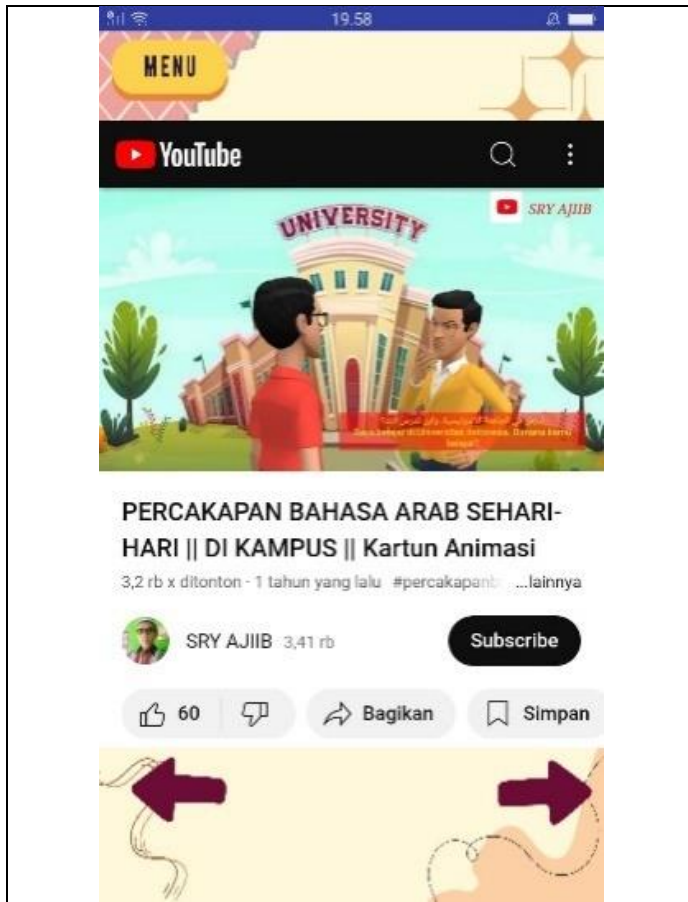 19.58
MENU
YouTube
UNIVERSITY
SRY AJIIB
PERCAKAPAN BAHASA ARAB SEHARI-
HARI || DI KAMPUS || Kartun Animasi
3,2 rb x ditonton · 1 tahun yang lalu #percakapanb ...lainnya
SRY AJIIB 3,41 rb Subscribe
60 Bagikan Simpan